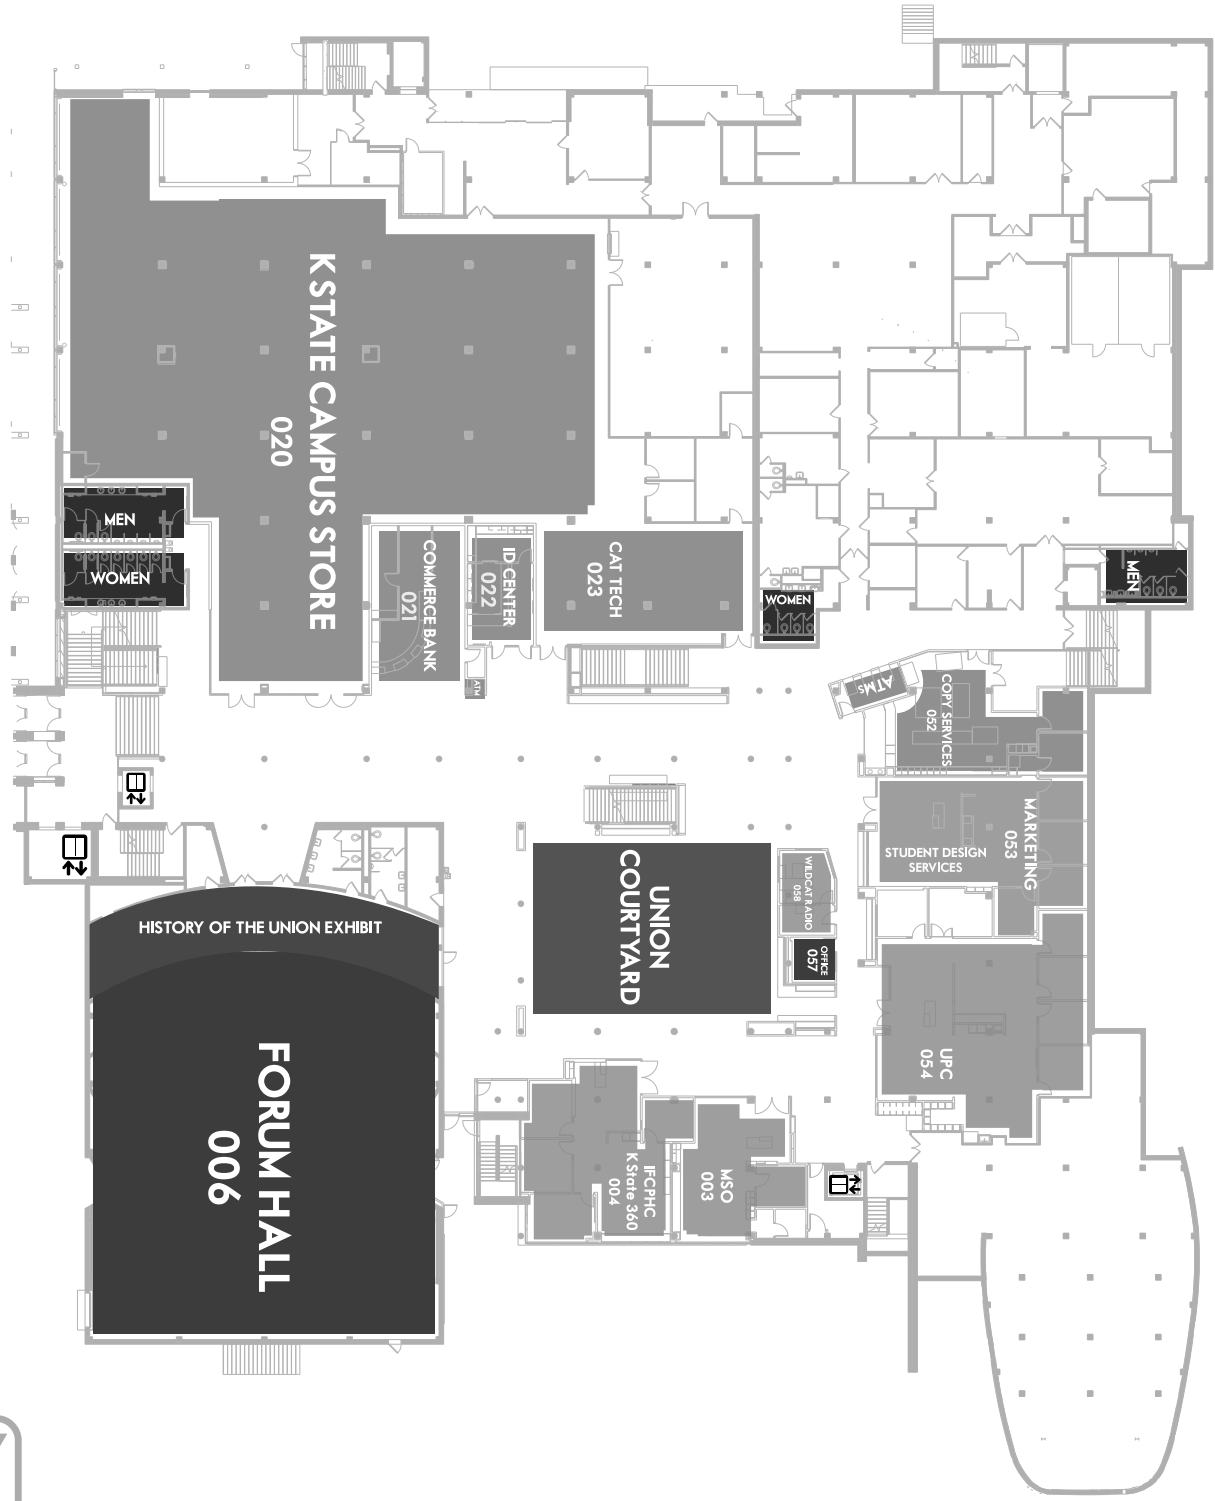 K STATE CAMPUS STORE
020
MEN
WOMEN
COMMERCE BANK
021
ID CENTER
022
CAT TECH
023
ATM
WOMEN
MEN
ATMs
COPY SERVICES
052
MARKETING
053
STUDENT DESIGN
SERVICES
UNION
COURTYARD
WILDCAT RADIO
058
OFFICE
057
HISTORY OF THE UNION EXHIBIT
FORUM HALL
006
UPC
054
IFCPHC
K State 360
004
MSO
003